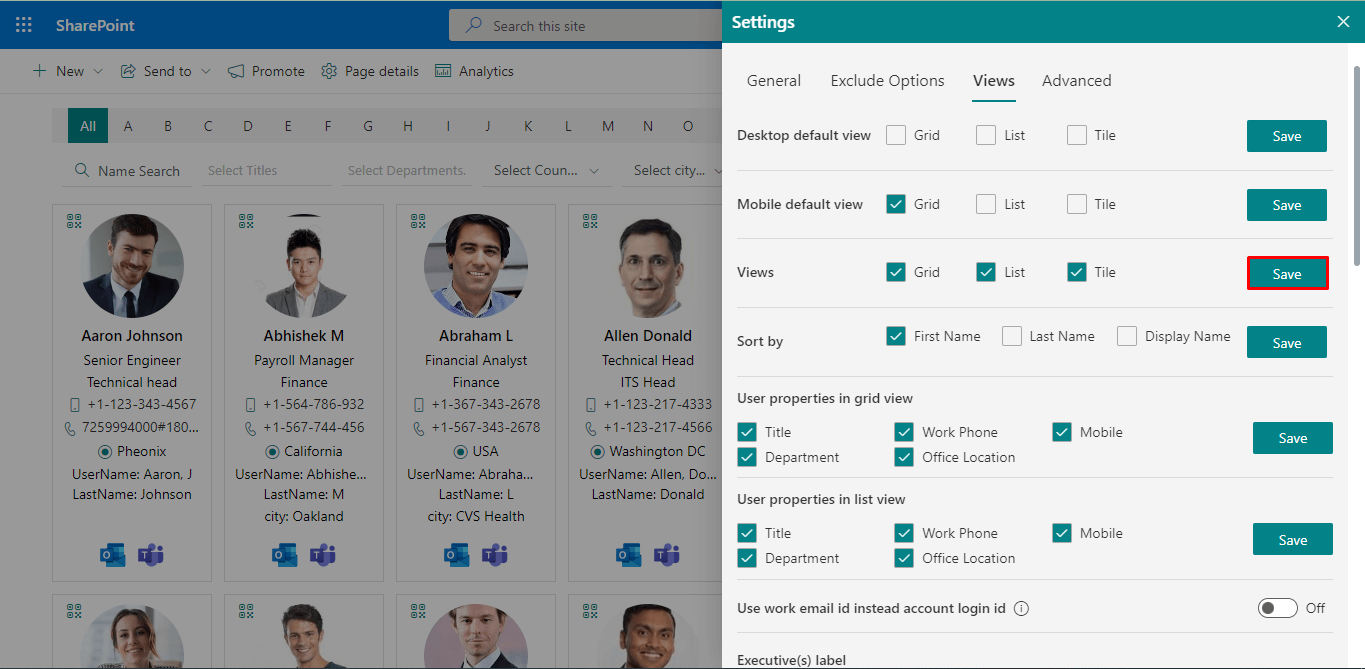 SharePoint
Search this site
New
Send to
Promote
Page details
Analytics
All A B C D E F G H I J K L M N O
Name Search
Select Titles
Select Departments.
Select Coun...
Select city...
Aaron Johnson
Senior Engineer
Technical head
+1-123-343-4567
7259994000#180...
Pheonix
UserName: Aaron, J
LastName: Johnson
Abhishek M
Payroll Manager
Finance
+1-564-786-932
+1-567-744-456
California
UserName: Abhishe...
LastName: M
city: Oakland
Abraham L
Financial Analyst
Finance
+1-367-343-2678
+1-567-343-2678
USA
UserName: Abraha...
LastName: L
city: CVS Health
Allen Donald
Technical Head
ITS Head
+1-123-217-4333
+1-123-217-4566
Washington DC
UserName: Allen, Do...
LastName: Donald
Settings
General Exclude Options Views Advanced
Desktop default view Grid List Tile Save
Mobile default view Grid List Tile Save
Views Grid List Tile Save
Sort by First Name Last Name Display Name Save
User properties in grid view
Title Work Phone Mobile Save
Department Office Location
User properties in list view
Title Work Phone Mobile Save
Department Office Location
Use work email id instead account login id Off
Executive(s) label